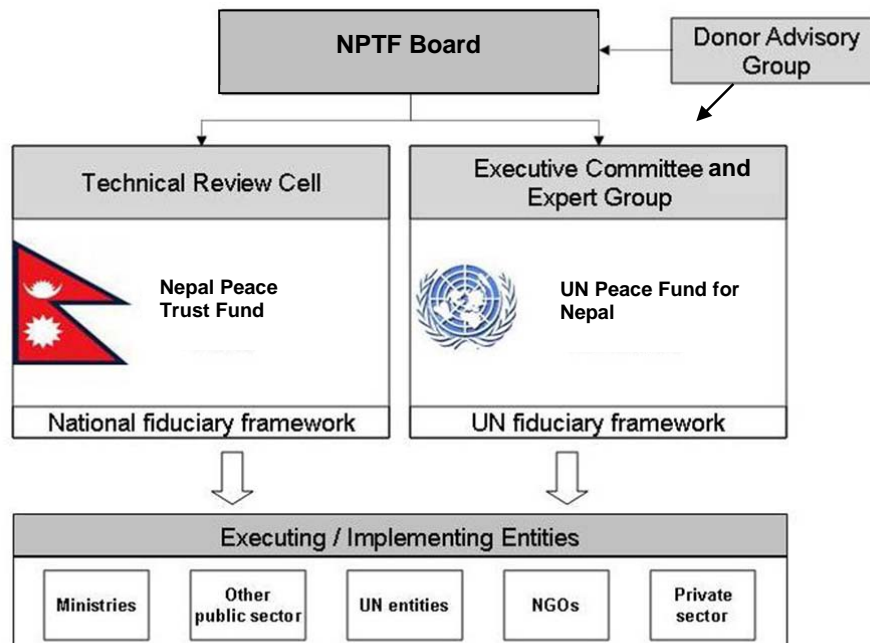 NPTF Board
Donor Advisory
Group
Technical Review Cell
Executive Committee and
Expert Group
Nepal Peace
Trust Fund
UN Peace Fund for
Nepal
National fiduciary framework
UN fiduciary framework
Executing / Implementing Entities
Ministries
Other
public sector
UN entities
NGOs
Private
sector